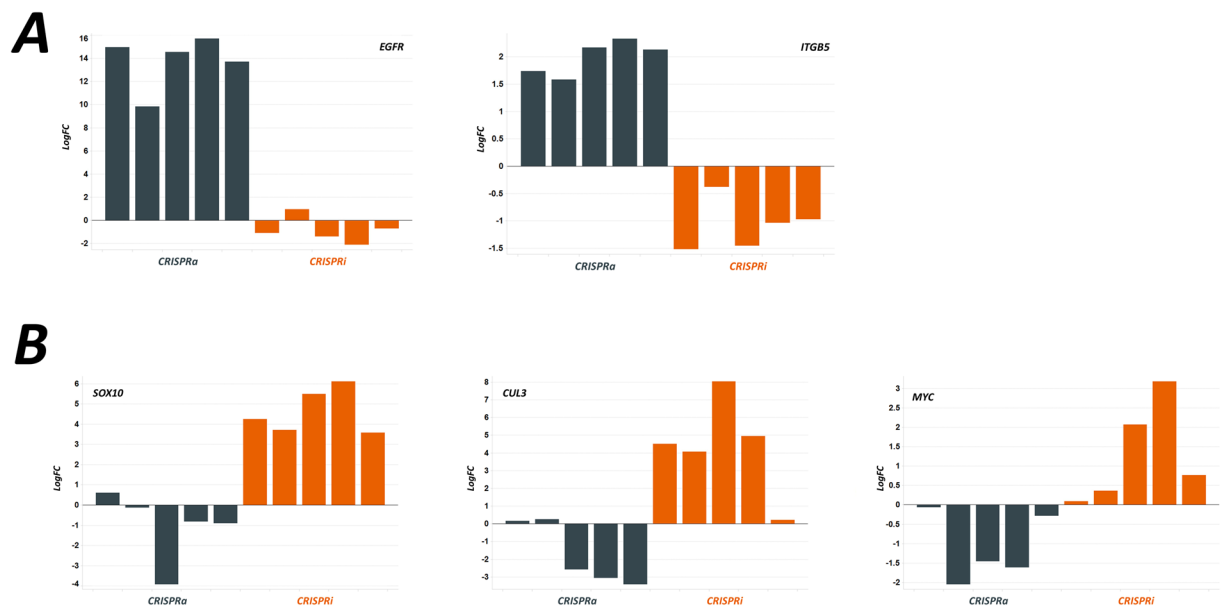 A
EGFR
LogFC
16
14
12
10
8
6
4
2
0
-2
CRISPRa
CRISPRi
ITGB5
LogFC
2
1.5
1
0.5
0
-0.5
-1
-1.5
CRISPRa
CRISPRi
B
SOX10
LogFC
6
5
4
3
2
1
0
-1
-2
-3
-4
CRISPRa
CRISPRi
CUL3
LogFC
8
7
6
5
4
3
2
1
0
-1
-2
-3
CRISPRa
CRISPRi
MYC
LogFC
3
2.5
2
1.5
1
0.5
0
-0.5
-1
-1.5
-2
CRISPRa
CRISPRi